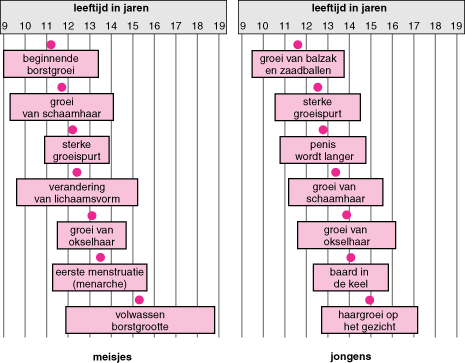 leeftijd in jaren
9 10 11 12 13 14 15 16 17 18 19
beginnende
borstgroei
groei
van schaamhaar
sterke
groeispurt
verandering
van lichaamsvorm
groei van
okselhaar
eerste menstruatie
(menarche)
volwassen
borstgrootte
meisjes
leeftijd in jaren
9 10 11 12 13 14 15 16 17 18 19
groei van balzak
en zaadballen
sterke
groeispurt
penis
wordt langer
groei van
schaamhaar
groei van
okselhaar
baard in
de keel
haargroei op
het gezicht
jongens